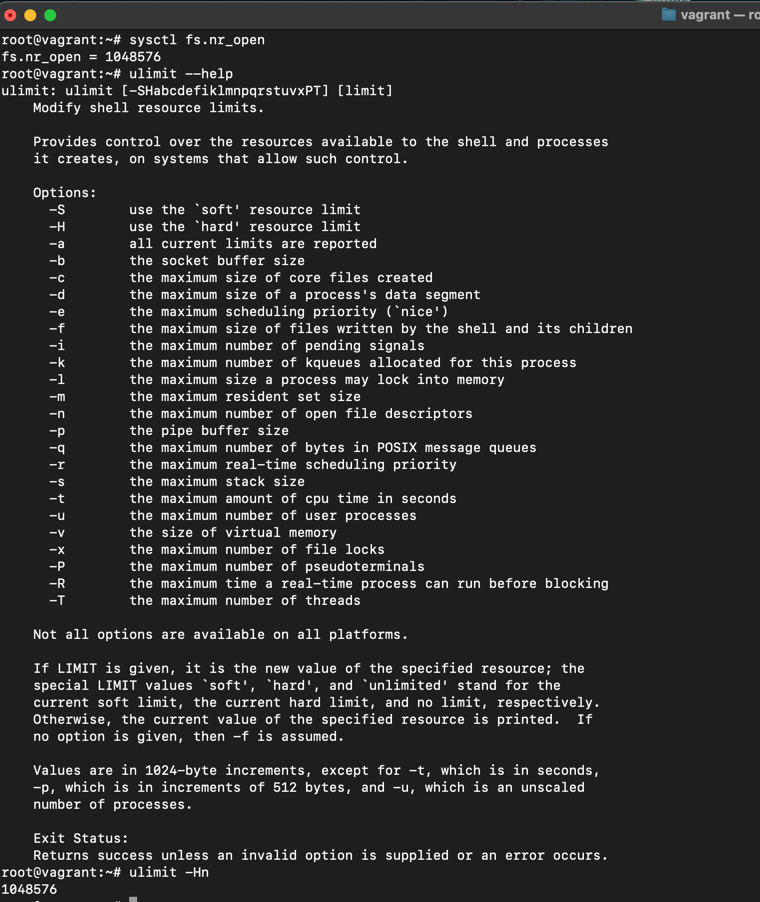 vagrant — ro
root@vagrant:~# sysctl fs.nr_open
fs.nr_open = 1048576
root@vagrant:~# ulimit --help
ulimit: ulimit [-SHabcdefiklmnpqrstuvxPT] [limit]
    Modify shell resource limits.

    Provides control over the resources available to the shell and processes
    it creates, on systems that allow such control.

    Options:
      -S        use the `soft' resource limit
      -H        use the `hard' resource limit
      -a        all current limits are reported
      -b        the socket buffer size
      -c        the maximum size of core files created
      -d        the maximum size of a process's data segment
      -e        the maximum scheduling priority (`nice')
      -f        the maximum size of files written by the shell and its children
      -i        the maximum number of pending signals
      -k        the maximum number of kqueues allocated for this process
      -l        the maximum size a process may lock into memory
      -m        the maximum resident set size
      -n        the maximum number of open file descriptors
      -p        the pipe buffer size
      -q        the maximum number of bytes in POSIX message queues
      -r        the maximum real-time scheduling priority
      -s        the maximum stack size
      -t        the maximum amount of cpu time in seconds
      -u        the maximum number of user processes
      -v        the size of virtual memory
      -x        the maximum number of file locks
      -P        the maximum number of pseudoterminals
      -R        the maximum time a real-time process can run before blocking
      -T        the maximum number of threads

    Not all options are available on all platforms.

    If LIMIT is given, it is the new value of the specified resource; the
    special LIMIT values `soft', `hard', and `unlimited' stand for the
    current soft limit, the current hard limit, and no limit, respectively.
    Otherwise, the current value of the specified resource is printed.  If
    no option is given, then -f is assumed.

    Values are in 1024-byte increments, except for -t, which is in seconds,
    -p, which is in increments of 512 bytes, and -u, which is an unscaled
    number of processes.

    Exit Status:
    Returns success unless an invalid option is supplied or an error occurs.
root@vagrant:~# ulimit -Hn
1048576